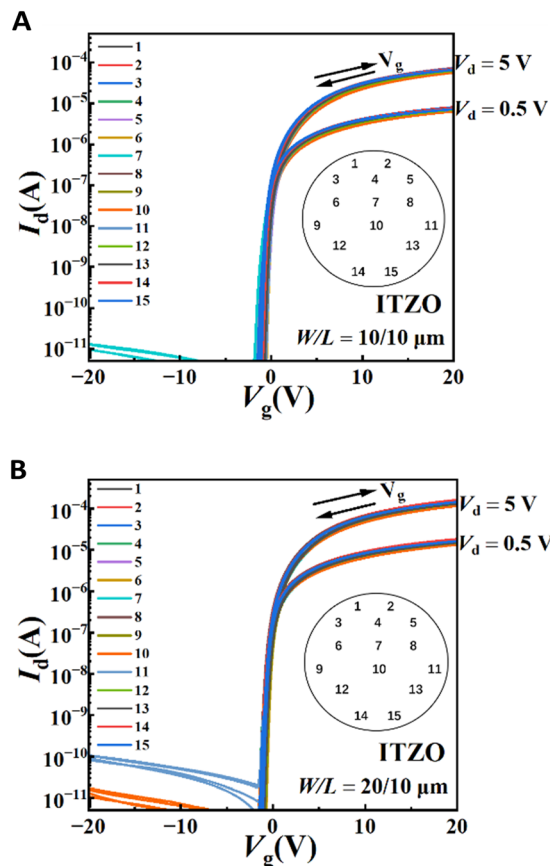 A
10⁻⁴
10⁻⁵
10⁻⁶
10⁻⁷
10⁻⁸
10⁻⁹
10⁻¹⁰
10⁻¹¹
I_d(A)
1
2
3
4
5
6
7
8
9
10
11
12
13
14
15
V_g
V_d = 5 V
V_d = 0.5 V
1 2
3 4 5
6 7 8
9 10 11
12 13
14 15
ITZO
W/L = 10/10 μm
−20 −10 0 10 20
V_g(V)
B
10⁻⁴
10⁻⁵
10⁻⁶
10⁻⁷
10⁻⁸
10⁻⁹
10⁻¹⁰
10⁻¹¹
I_d(A)
1
2
3
4
5
6
7
8
9
10
11
12
13
14
15
V_g
V_d = 5 V
V_d = 0.5 V
1 2
3 4 5
6 7 8
9 10 11
12 13
14 15
ITZO
W/L = 20/10 μm
−20 −10 0 10 20
V_g(V)